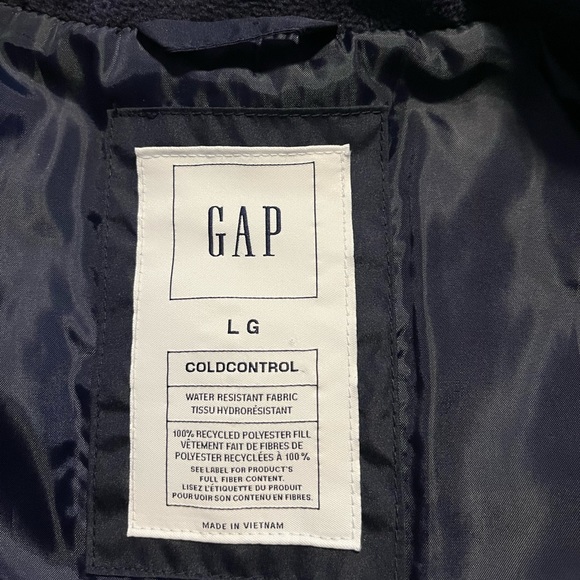 GAP
LG
COLDCONTROL
WATER RESISTANT FABRIC
TISSU HYDRORÉSISTANT
100% RECYCLED POLYESTER FILL
VÊTEMENT FAIT DE FIBRES DE
POLYESTER RECYCLÉES À 100 %
SEE LABEL FOR PRODUCT'S
FULL FIBER CONTENT.
LISEZ L'ÉTIQUETTE DU PRODUIT
POUR VOIR SON CONTENU EN FIBRES.
MADE IN VIETNAM